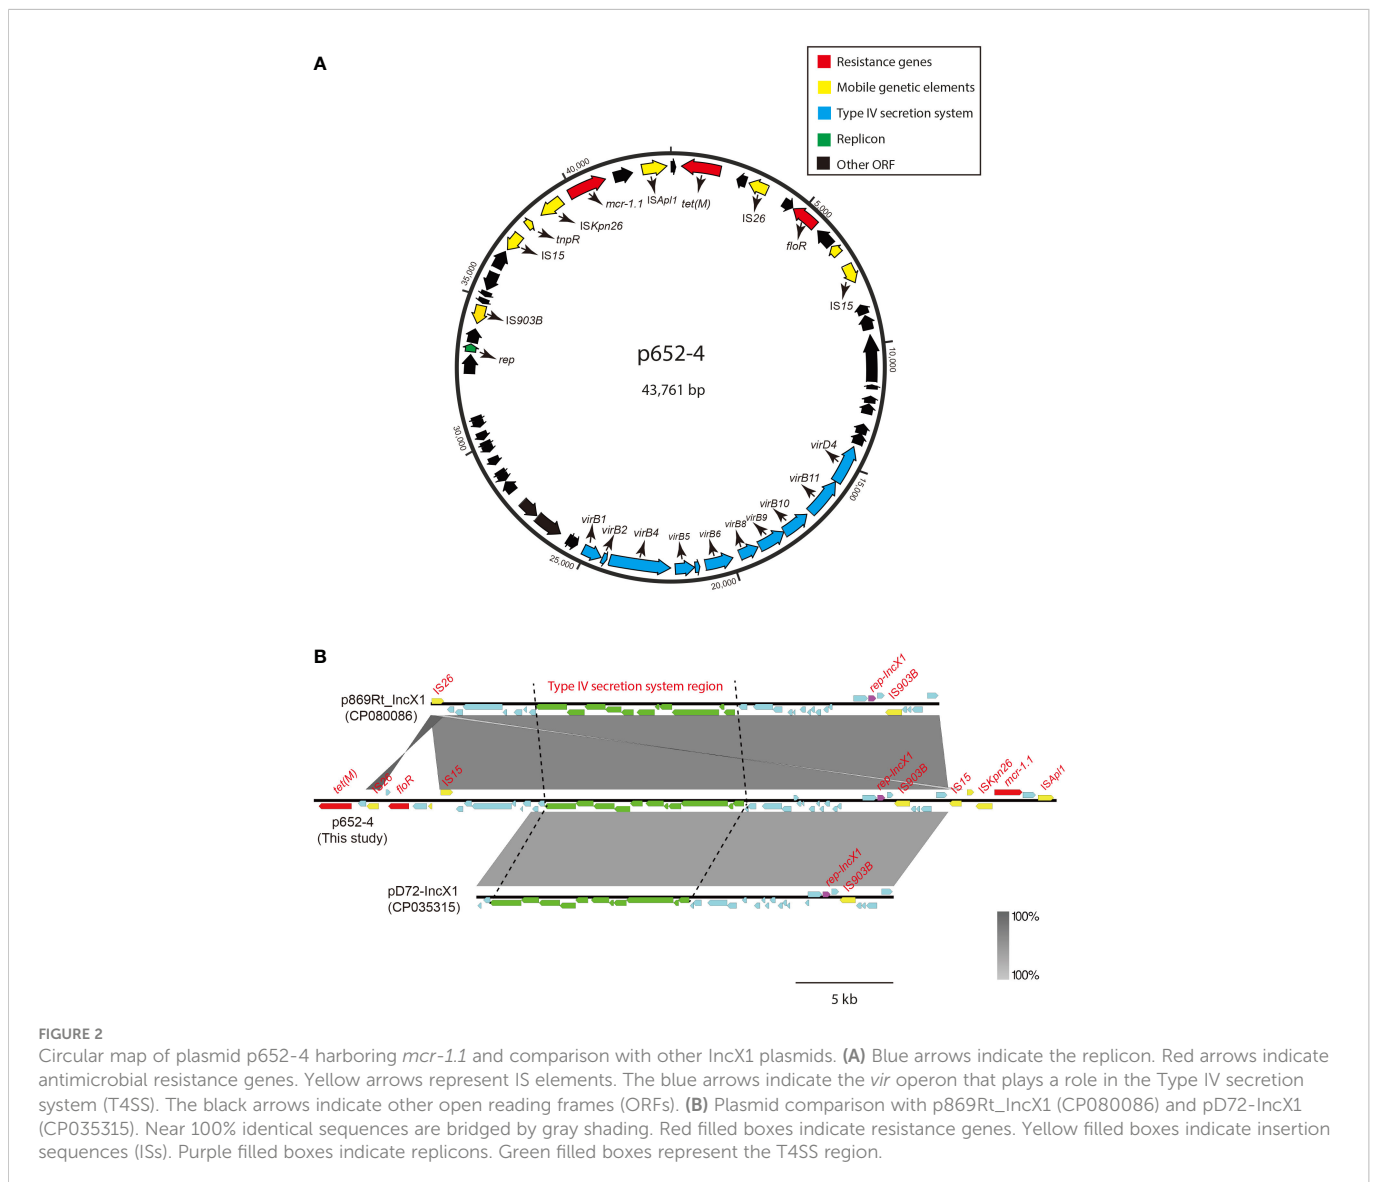 A
Resistance genes
Mobile genetic elements
Type IV secretion system
Replicon
Other ORF
40,000
5,000
mcr-1.1
ISApl1
tet(M)
IS26
floR
ISKpn26
tnpR
IS15
IS15
35,000
IS903B
rep
p652-4
43,761 bp
10,000
30,000
virD4
virB11
15,000
virB10
virB9
virB8
virB6
virB5
virB4
virB2
virB1
25,000
20,000
B
IS26
Type IV secretion system region
rep-IncX1
IS903B
p869Rt_IncX1
(CP080086)
tet(M)
IS26
floR
IS15
rep-IncX1
IS903B
IS15
ISKpn26
mcr-1.1
ISApl1
p652-4
(This study)
rep-IncX1
IS903B
pD72-IncX1
(CP035315)
100%
100%
5 kb
FIGURE 2
Circular map of plasmid p652-4 harboring mcr-1.1 and comparison with other IncX1 plasmids. (A) Blue arrows indicate the replicon. Red arrows indicate
antimicrobial resistance genes. Yellow arrows represent IS elements. The blue arrows indicate the vir operon that plays a role in the Type IV secretion
system (T4SS). The black arrows indicate other open reading frames (ORFs). (B) Plasmid comparison with p869Rt_IncX1 (CP080086) and pD72-IncX1
(CP035315). Near 100% identical sequences are bridged by gray shading. Red filled boxes indicate resistance genes. Yellow filled boxes indicate insertion
sequences (ISs). Purple filled boxes indicate replicons. Green filled boxes represent the T4SS region.